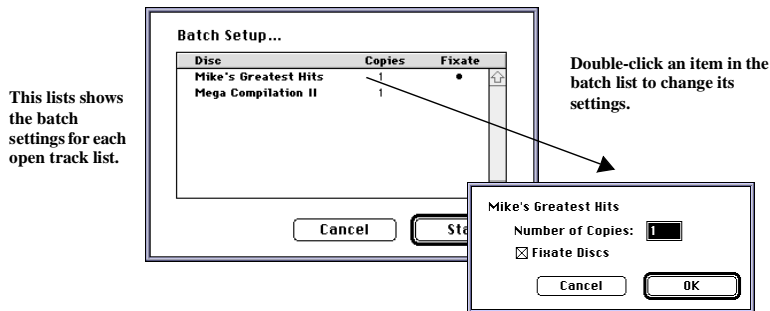 Batch Setup...
Disc Copies Fixate
Mike's Greatest Hits 1 •
Mega Compilation II 1
Cancel
This lists shows
the batch
settings for each
open track list.
Double-click an item in the
batch list to change its
settings.
Mike's Greatest Hits
Number of Copies: 1
Fixate Discs
Cancel OK